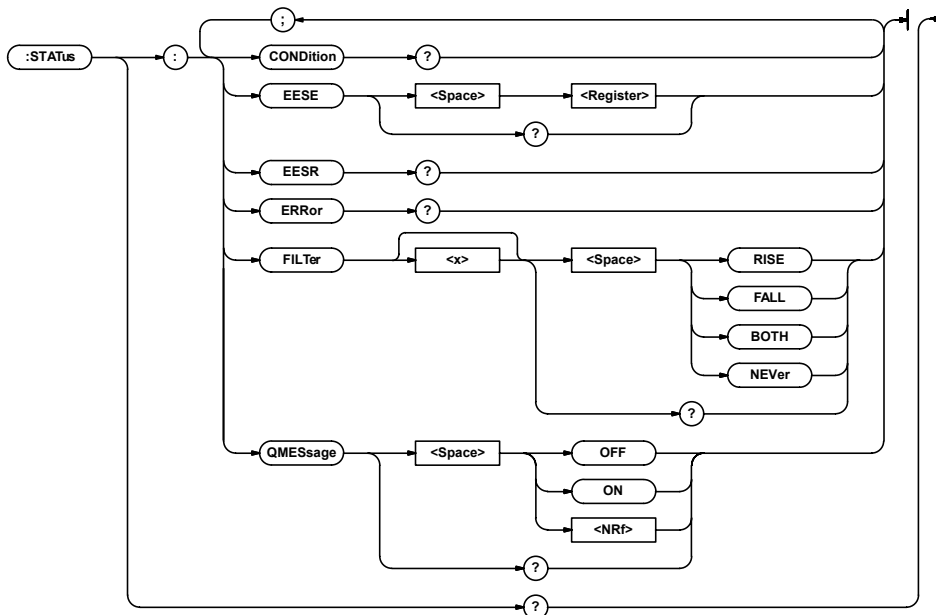 ;
:STATus : CONDition ?
EESE <Space> <Register>
?
EESR ?
ERRor ?
FILTer <x> <Space> RISE
FALL
BOTH
NEVer
?
QMESsage <Space> OFF
ON
<NRf>
?
?